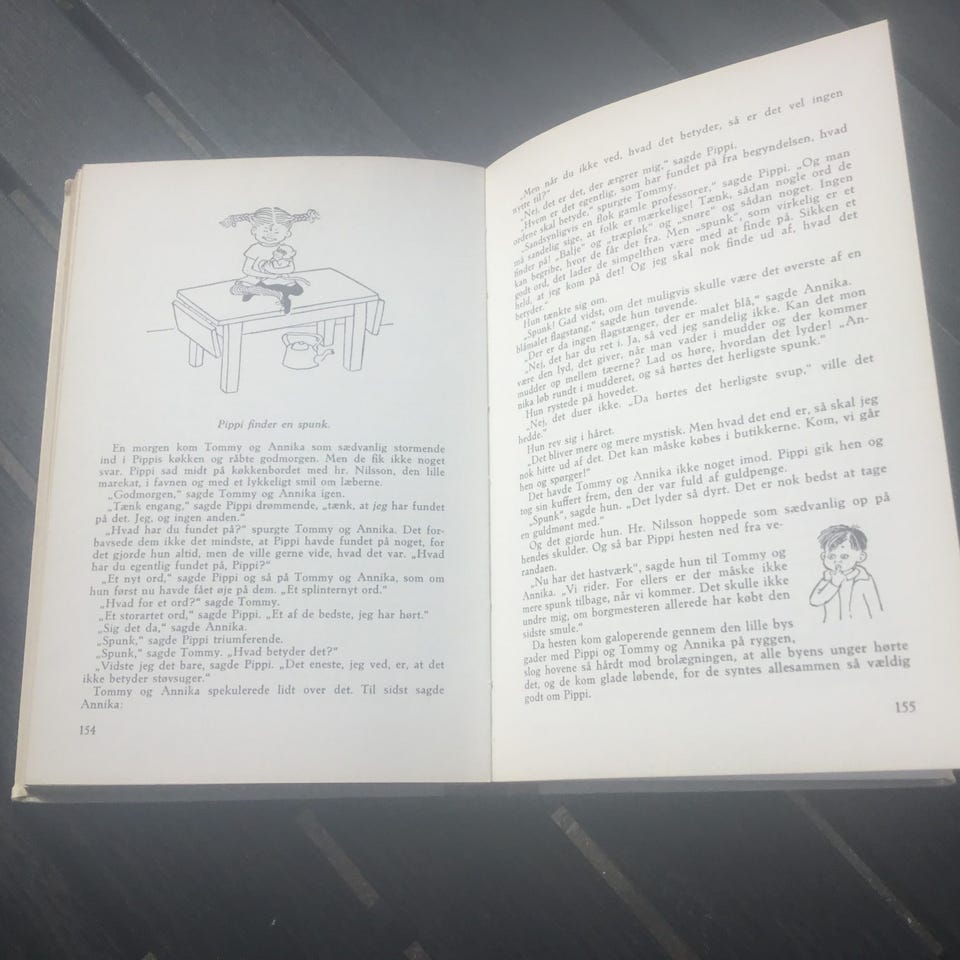 Pippi finder en spunk.
En morgen kom Tommy og Annika som sædvanlig stormende
ind i Pippis køkken og råbte godmorgen. Men de fik ikke noget
svar. Pippi sad midt på køkkenbordet med hr. Nilsson, den lille
marekat, i favnen og med et lykkeligt smil om læberne.
„Godmorgen,“ sagde Tommy og Annika igen.
„Tænk engang,“ sagde Pippi drømmende, „tænk, at jeg har fundet
på det. Jeg, og ingen anden.“
„Hvad har du fundet på?“ spurgte Tommy og Annika. Det for-
bavsede dem ikke det mindste, at Pippi havde fundet på noget, for
det gjorde hun altid, men de ville gerne vide, hvad det var. „Hvad
har du egentlig fundet på, Pippi?“
„Et nyt ord,“ sagde Pippi og så på Tommy og Annika, som om
hun først nu havde fået øje på dem. „Et splinternyt ord.“
„Hvad for et ord?“ sagde Tommy.
„Et storartet ord,“ sagde Pippi. „Et af de bedste, jeg har hørt.“
„Sig det da,“ sagde Annika.
„Spunk,“ sagde Pippi triumferende.
„Spunk,“ sagde Tommy. „Hvad betyder det?“
„Vidste jeg det bare, sagde Pippi. „Det eneste, jeg ved, er, at det
ikke betyder støvsuger.“
Tommy og Annika spekulerede lidt over det. Til sidst sagde
Annika:
154
„Men når du ikke ved, hvad det betyder, så er det vel ingen
nytte til?“
„Nej, det er det, der ærgrer mig,“ sagde Pippi.
„Hvem er det egentlig, som har fundet på fra begyndelsen, hvad
ordene skal betyde,“ spurgte Tommy.
„Sandsynligvis en flok gamle professorer,“ sagde Pippi. „Og man
må sandelig sige, at folk er mærkelige! Tænk, sådan nogle ord de
finder på! „Balje“ og „træpløk“ og „snøre“ og sådan noget. Ingen
kan begribe, hvor de får det fra. Men „spunk“, som virkelig er et
godt ord, det lader de simpelthen være med at finde på. Sikken et
held, at jeg kom på det! Og jeg skal nok finde ud af, hvad det
betyder.“
Hun tænkte sig om.
„Spunk! Gad vidst, om det muligvis skulle være det øverste af en
blåmalet flagstang,“ sagde hun tøvende.
„Der er da ingen flagstænger, der er malet blå,“ sagde Annika.
„Nej, det har du ret i. Ja, så ved jeg sandelig ikke. Kan det mon
være den lyd, det giver, når man vader i mudder og der kommer
mudder op mellem tæerne? Lad os høre, hvordan det lyder! „An-
nika løb rundt i mudderet, og så hørtes det herligste spunk.“
Hun rystede på hovedet.
„Nej, det duer ikke. „Da hørtes det herligste svup,“ ville det
hedde.“
Hun rev sig i håret.
„Det bliver mere og mere mystisk. Men hvad det end er, så skal jeg
nok hitte ud af det. Det kan måske købes i butikkerne. Kom, vi går
hen og spørger!“
Det havde Tommy og Annika ikke noget imod. Pippi gik hen og
tog sin kuffert frem, den der var fuld af guldpenge.
„Spunk“, sagde hun. „Det lyder så dyrt. Det er nok bedst at tage
en guldmønt med.“
Og det gjorde hun. Hr. Nilsson hoppede som sædvanlig op på
hendes skulder. Og så bar Pippi hesten ned fra ve-
randaen.
„Nu har det hastværk“, sagde hun til Tommy og
Annika. „Vi rider. For ellers er der måske ikke
mere spunk tilbage, når vi kommer. Det skulle ikke
undre mig, om borgmesteren allerede har købt den
sidste smule.“
Da hesten kom galoperende gennem den lille bys
gader med Pippi og Tommy og Annika på ryggen,
slog hovene så hårdt mod brolægningen, at alle byens unger hørte
det, og de kom glade løbende, for de syntes allesammen så vældig
godt om Pippi.
155